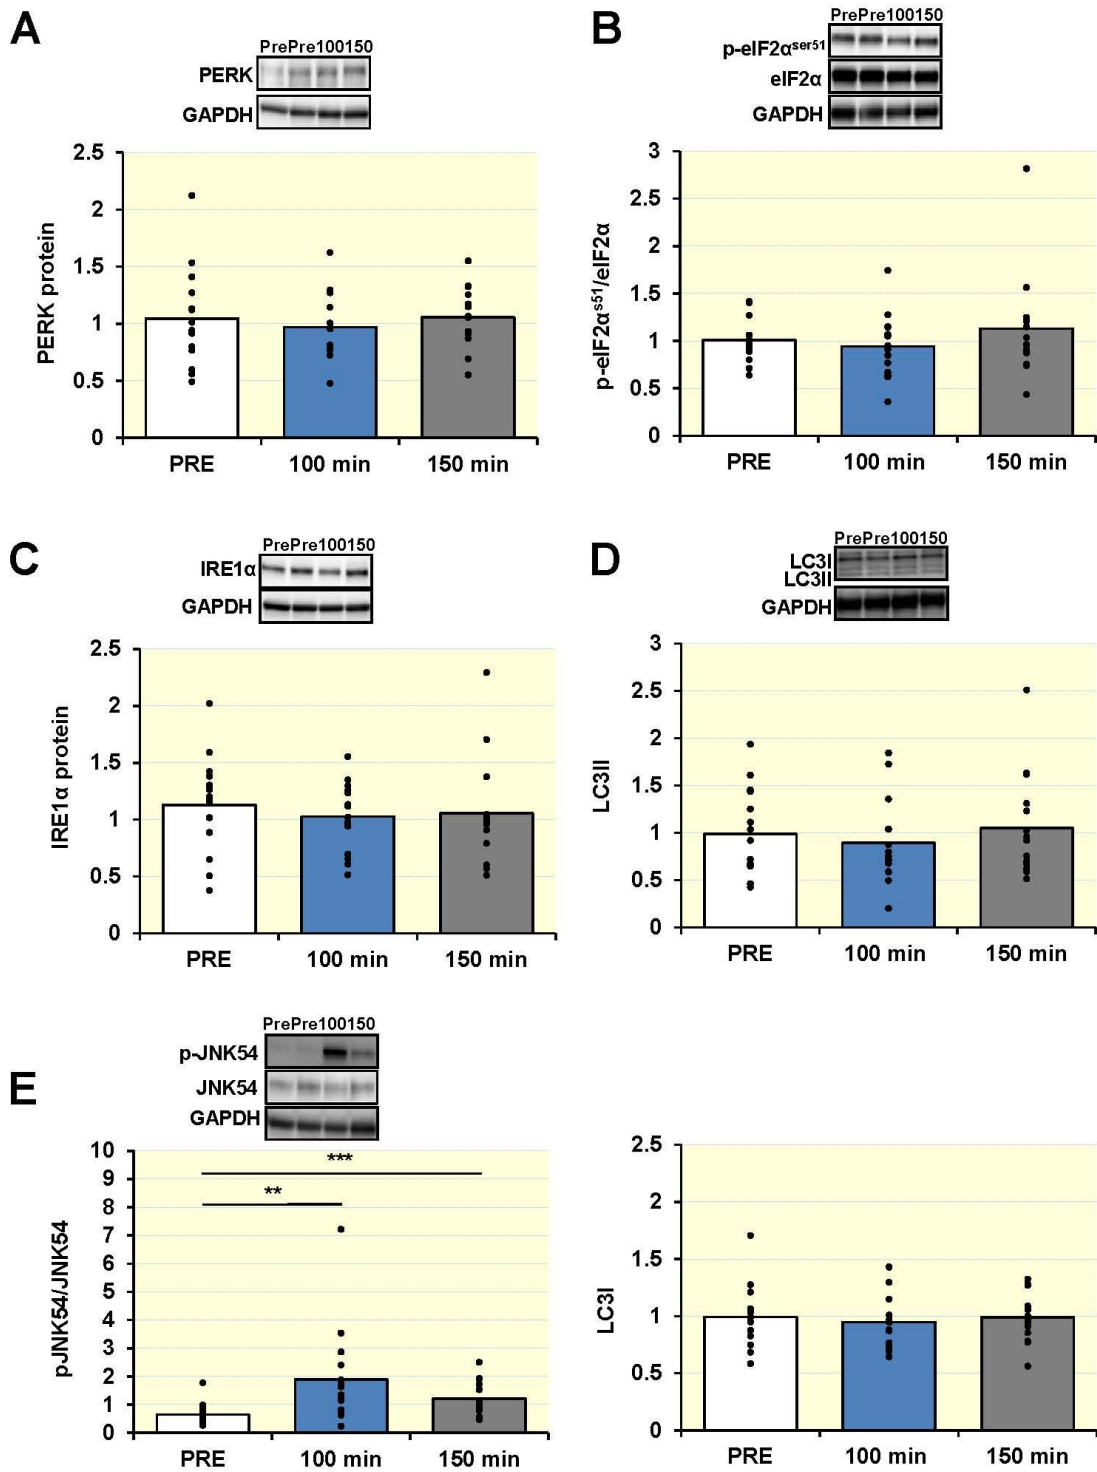 A
PrePre100150
PERK
GAPDH
2.5
2
1.5
1
0.5
0
PERK protein
PRE
100 min
150 min
B
PrePre100150
p-eIF2αser51
eIF2α
GAPDH
3
2.5
2
1.5
1
0.5
0
p-eIF2αs51/eIF2α
PRE
100 min
150 min
C
PrePre100150
IRE1α
GAPDH
2.5
2
1.5
1
0.5
0
IRE1α protein
PRE
100 min
150 min
D
PrePre100150
LC3I
LC3II
GAPDH
3
2.5
2
1.5
1
0.5
0
LC3II
PRE
100 min
150 min
E
PrePre100150
p-JNK54
JNK54
GAPDH
10
9
8
7
6
5
4
3
2
1
0
pJNK54/JNK54
***
**
PRE
100 min
150 min
2.5
2
1.5
1
0.5
0
LC3I
PRE
100 min
150 min